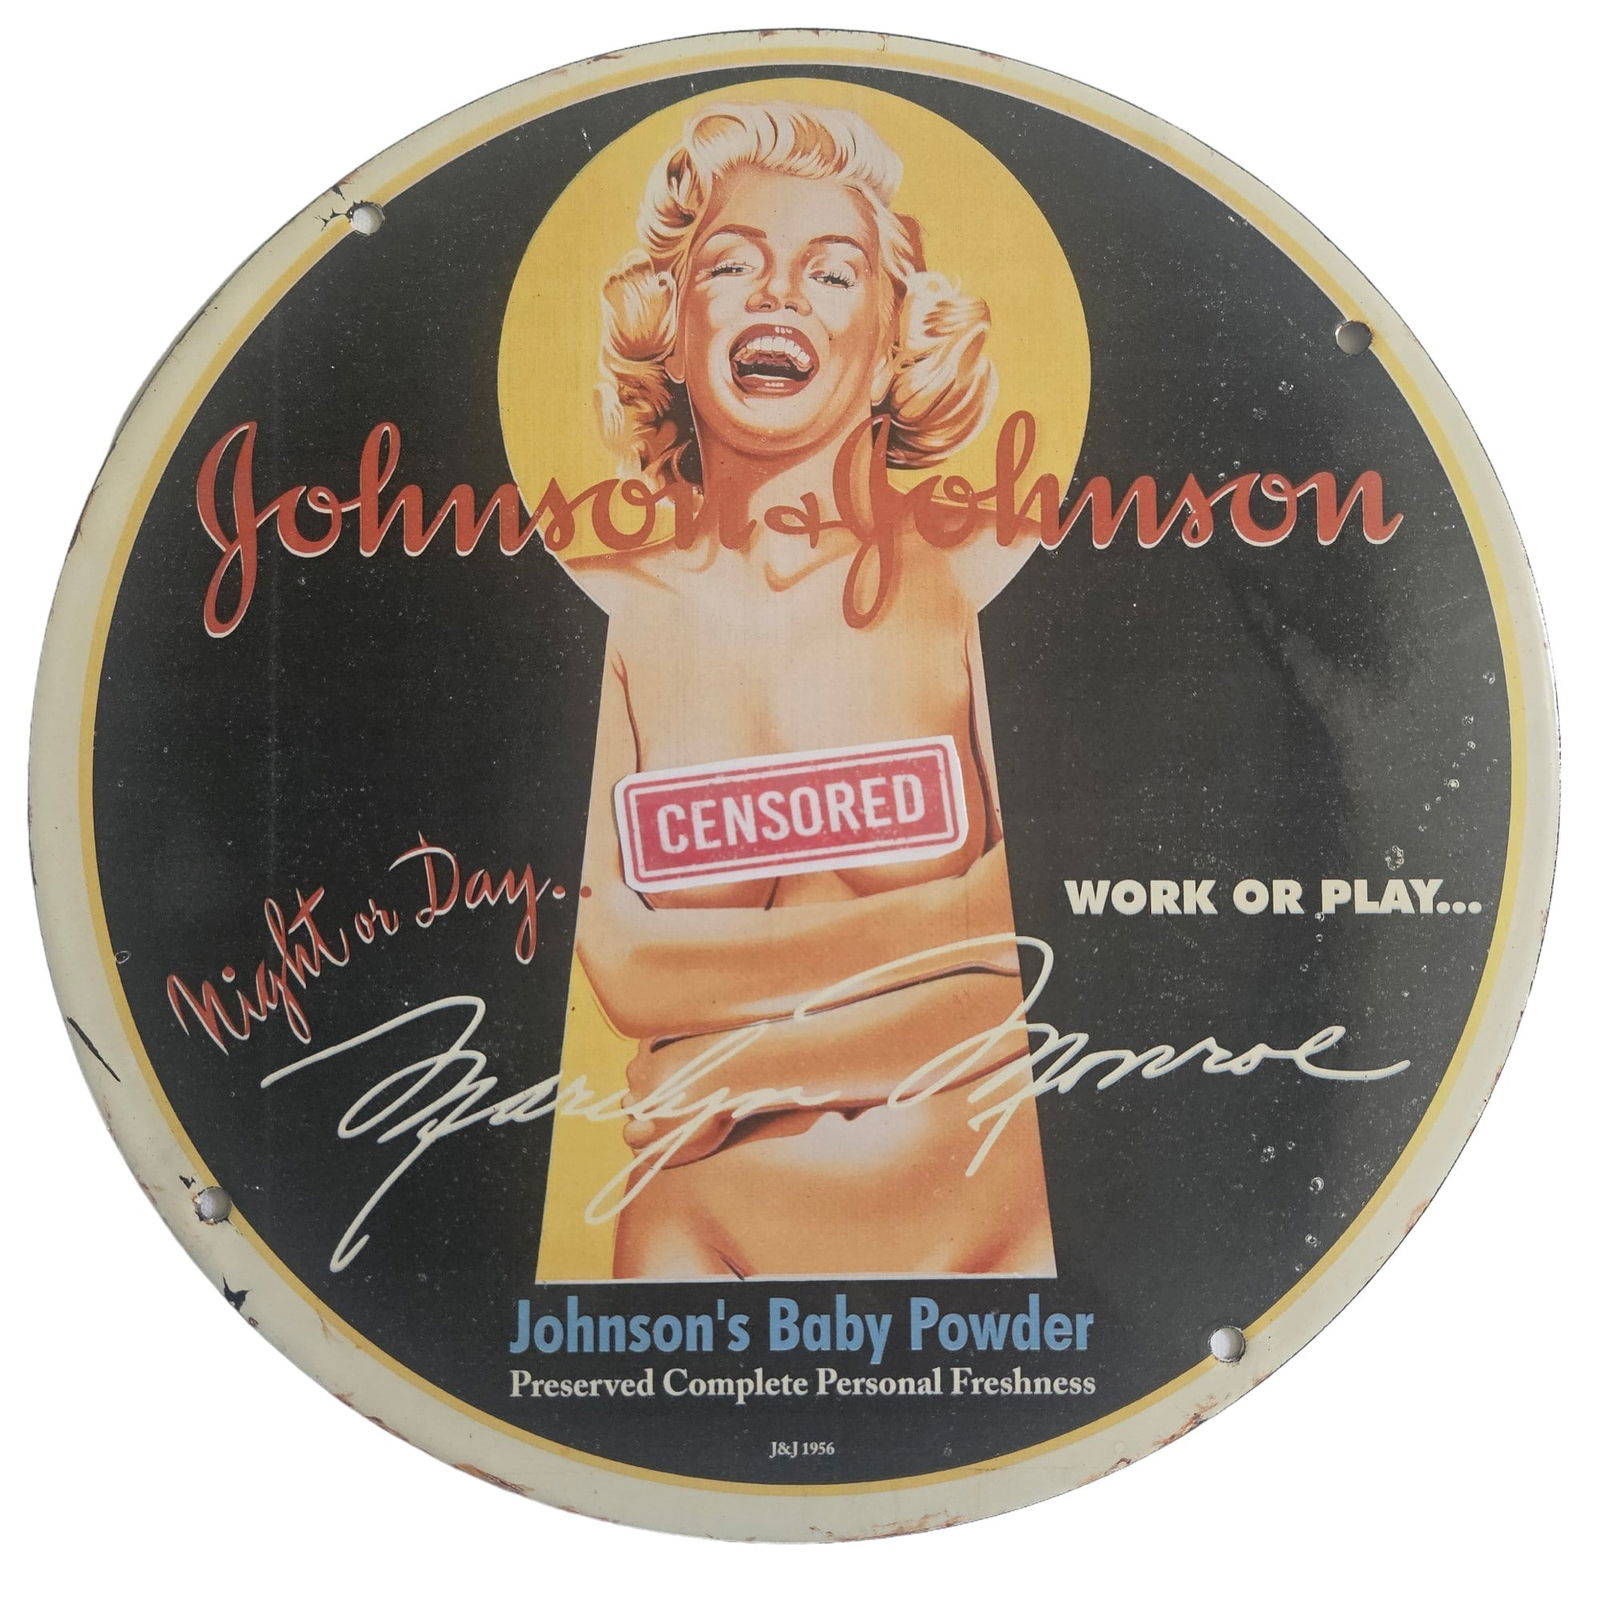 Johnson & Johnson
CENSORED
Night or Day..
WORK OR PLAY...
Marilyn Monroe
Johnson's Baby Powder
Preserved Complete Personal Freshness
J&J 1956